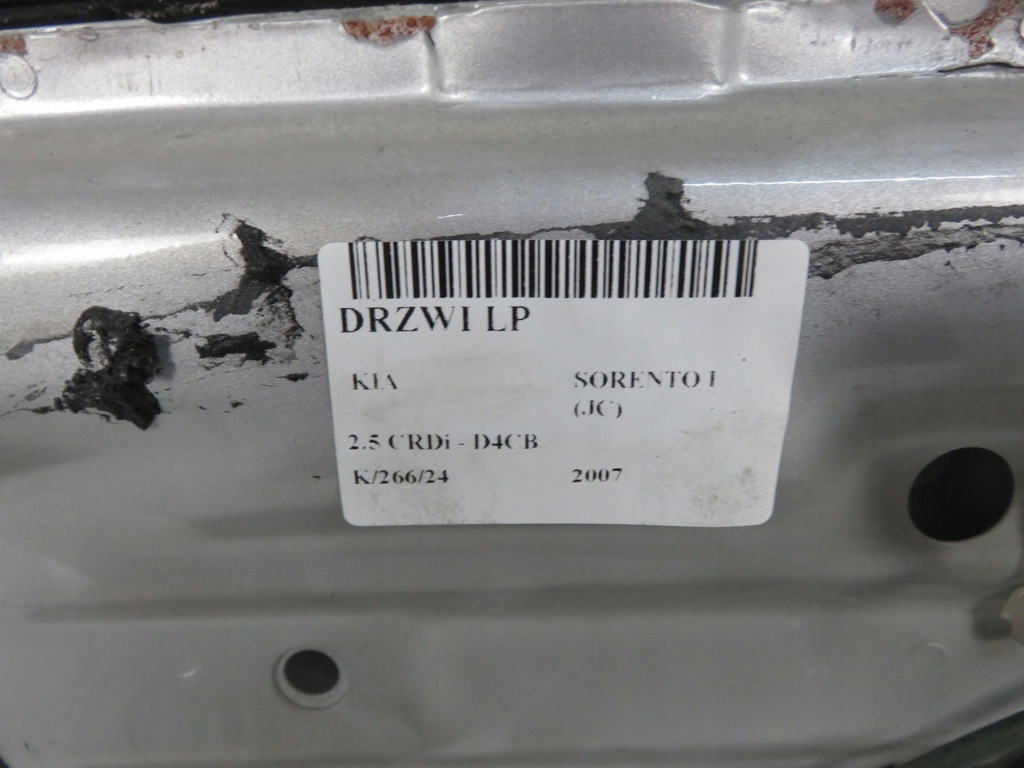 DRZWI LP
KIA SORENTO I
(JC)
2.5 CRDi - D4CB
K/266/24 2007